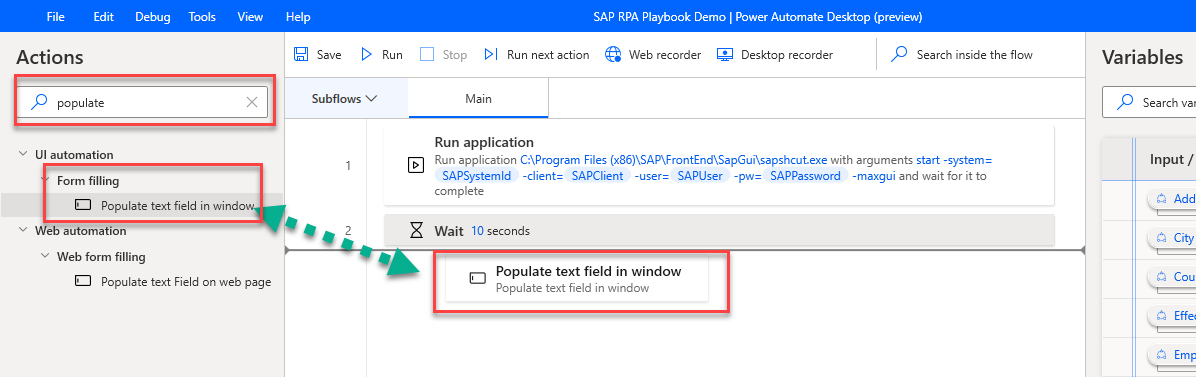 File Edit Debug Tools View Help SAP RPA Playbook Demo | Power Automate Desktop (preview)
Actions
populate
UI automation
Form filling
Populate text field in window
Web automation
Web form filling
Populate text Field on web page
Save Run Stop Run next action Web recorder Desktop recorder Search inside the flow
Subflows Main
1
Run application
Run application C:\Program Files (x86)\SAP\FrontEnd\SapGui\sapshcut.exe with arguments start -system=
SAPSystemId -client= SAPClient -user= SAPUser -pw= SAPPassword -maxgui and wait for it to
complete
2 Wait 10 seconds
Populate text field in window
Populate text field in window
Variables
Search var
Input /
Add
City
Cou
Effe
Emp